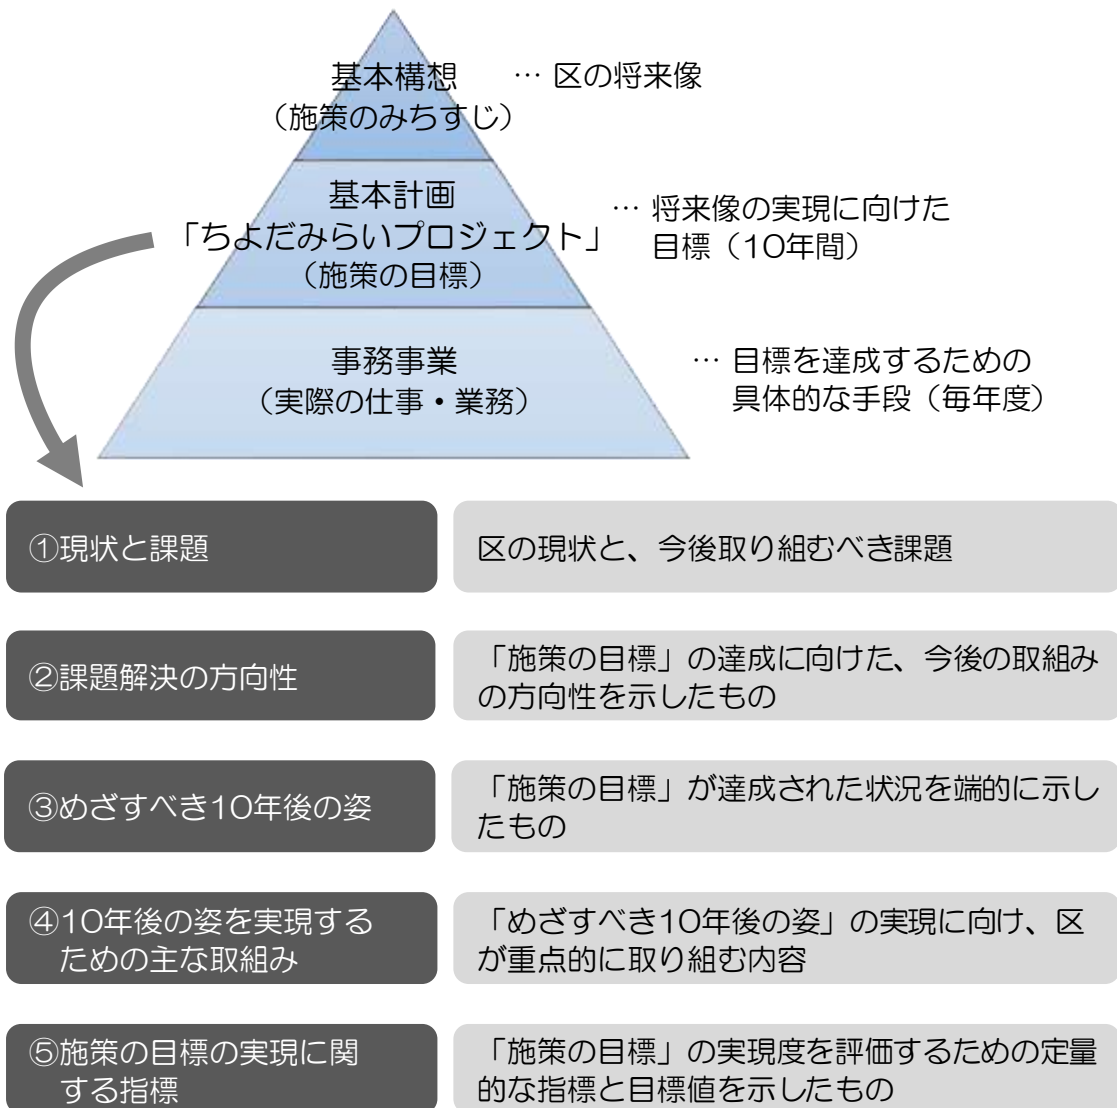 基本構想 … 区の将来像
（施策のみちすじ）
基本計画
「ちよだみらいプロジェクト」
（施策の目標）
… 将来像の実現に向けた
目標（10年間）
事務事業
（実際の仕事・業務）
… 目標を達成するための
具体的な手段（毎年度）
①現状と課題
区の現状と、今後取り組むべき課題
②課題解決の方向性
「施策の目標」の達成に向けた、今後の取組み
の方向性を示したもの
③めざすべき10年後の姿
「施策の目標」が達成された状況を端的に示し
たもの
④10年後の姿を実現する
ための主な取組み
「めざすべき10年後の姿」の実現に向け、区
が重点的に取り組む内容
⑤施策の目標の実現に関
する指標
「施策の目標」の実現度を評価するための定量
的な指標と目標値を示したもの